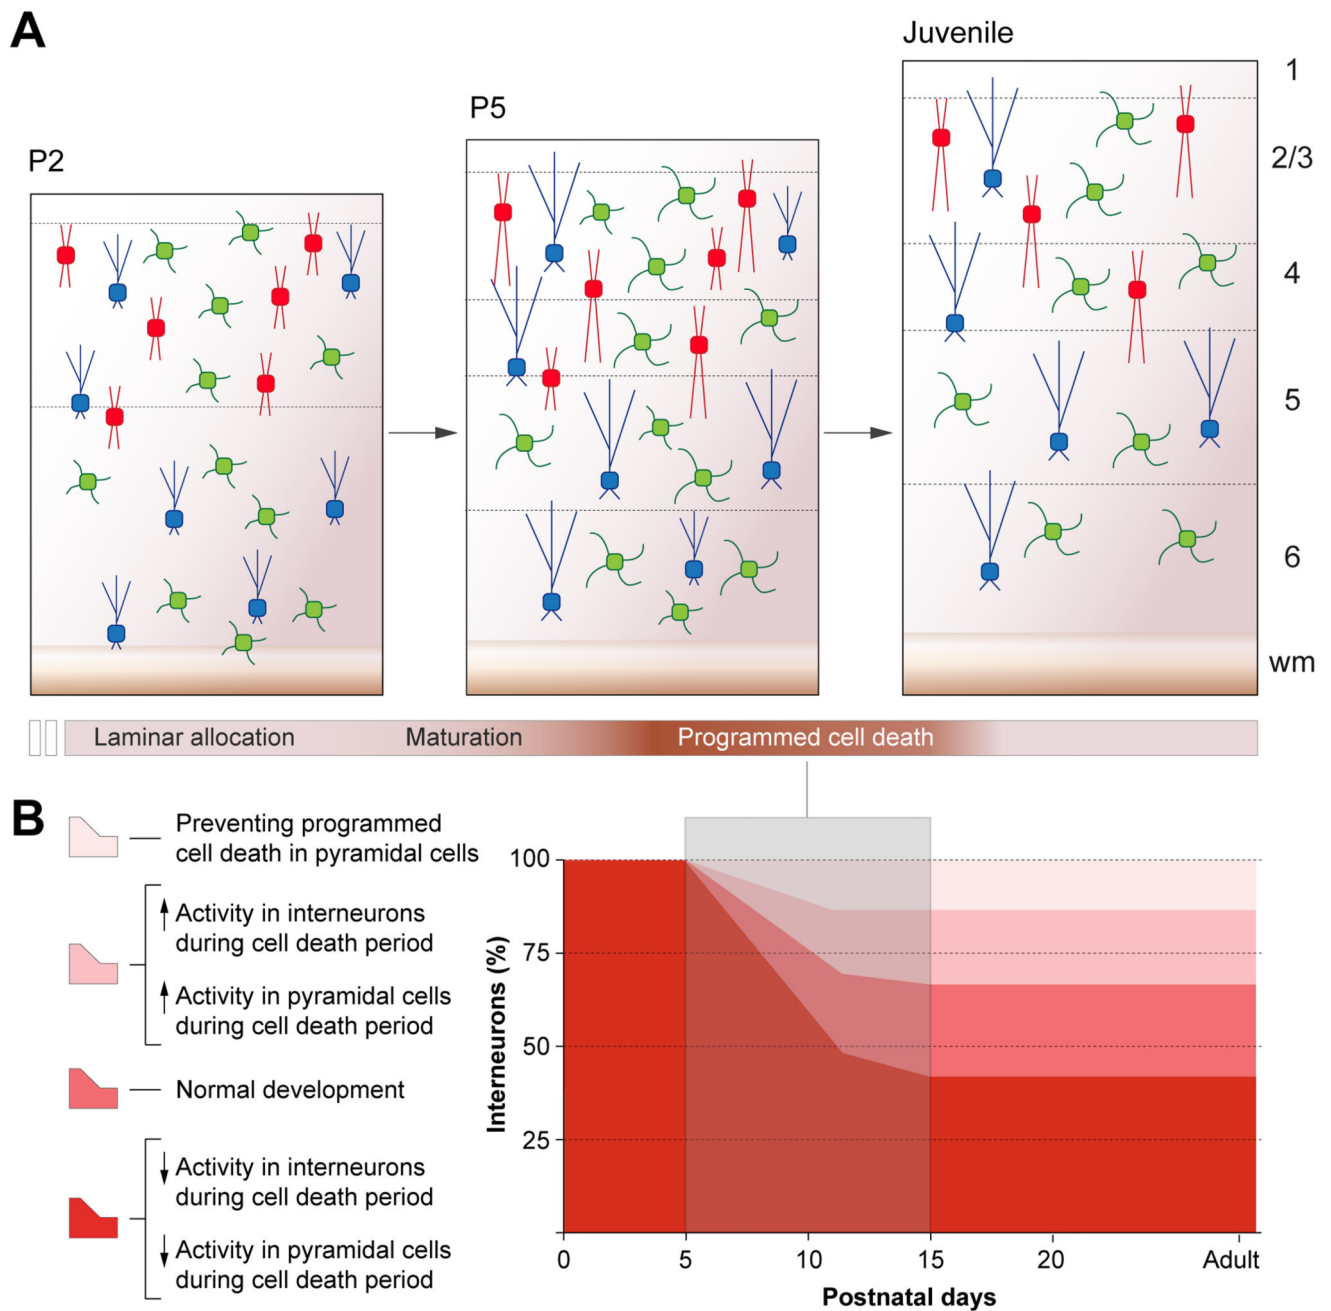 A
P2
P5
Juvenile
1
2/3
4
5
6
wm
Laminar allocation
Maturation
Programmed cell death
B
Preventing programmed
cell death in pyramidal cells
Activity in interneurons
during cell death period
Activity in pyramidal cells
during cell death period
Normal development
Activity in interneurons
during cell death period
Activity in pyramidal cells
during cell death period
Interneurons (%)
100
75
50
25
0
5
10
15
20
Adult
Postnatal days